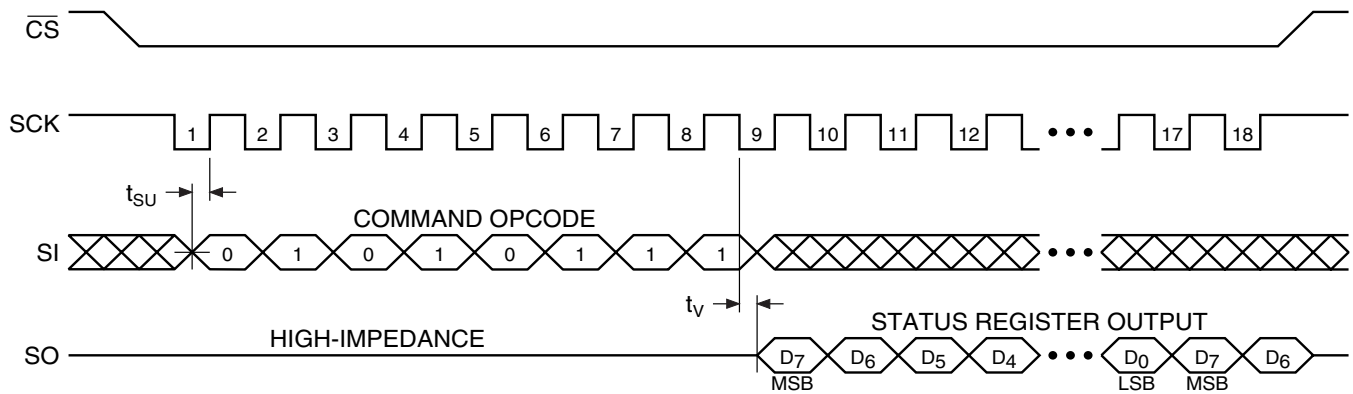 CS
SCK 1 2 3 4 5 6 7 8 9 10 11 12 ••• 17 18
tSU
COMMAND OPCODE
SI 0 1 0 1 0 1 1 1 •••
tV
HIGH-IMPEDANCE STATUS REGISTER OUTPUT
SO D7 D6 D5 D4 ••• D0 D7 D6
MSB LSB MSB